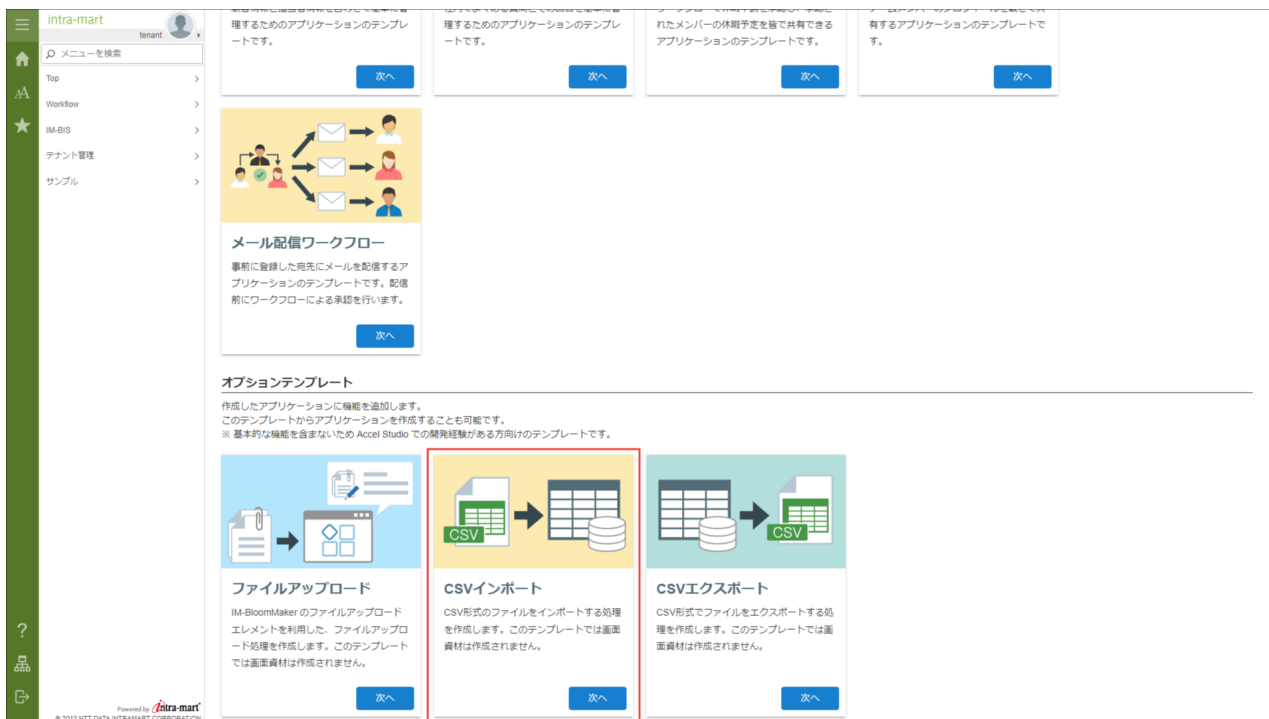 intra-mart
tenant
メニューを検索
Top
Workflow
IM-BIS
テナント管理
サンプル
理するためのアプリケーションのテンプレ
ートです。
次へ
理するためのアプリケーションのテンプレ
ートです。
次へ
れたメンバーの休暇予定を皆で共有できる
アプリケーションのテンプレートです。
次へ
有するアプリケーションのテンプレートで
す。
次へ
メール配信ワークフロー
事前に登録した宛先にメールを配信するア
プリケーションのテンプレートです。配信
前にワークフローによる承認を行います。
次へ
オプションテンプレート
作成したアプリケーションに機能を追加します。
このテンプレートからアプリケーションを作成することも可能です。
※ 基本的な機能を含まないため Accel Studio での開発経験がある方向けのテンプレートです。
ファイルアップロード
IM-BloomMaker のファイルアップロード
エレメントを利用した、ファイルアップロ
ード処理を作成します。このテンプレート
では画面資材は作成されません。
次へ
CSV
CSVインポート
CSV形式のファイルをインポートする処理
を作成します。このテンプレートでは画面
資材は作成されません。
次へ
CSV
CSVエクスポート
CSV形式でファイルをエクスポートする処
理を作成します。このテンプレートでは画
面資材は作成されません。
次へ
Powered by intra-mart
© 2012 NTT DATA INTRAMART CORPORATION